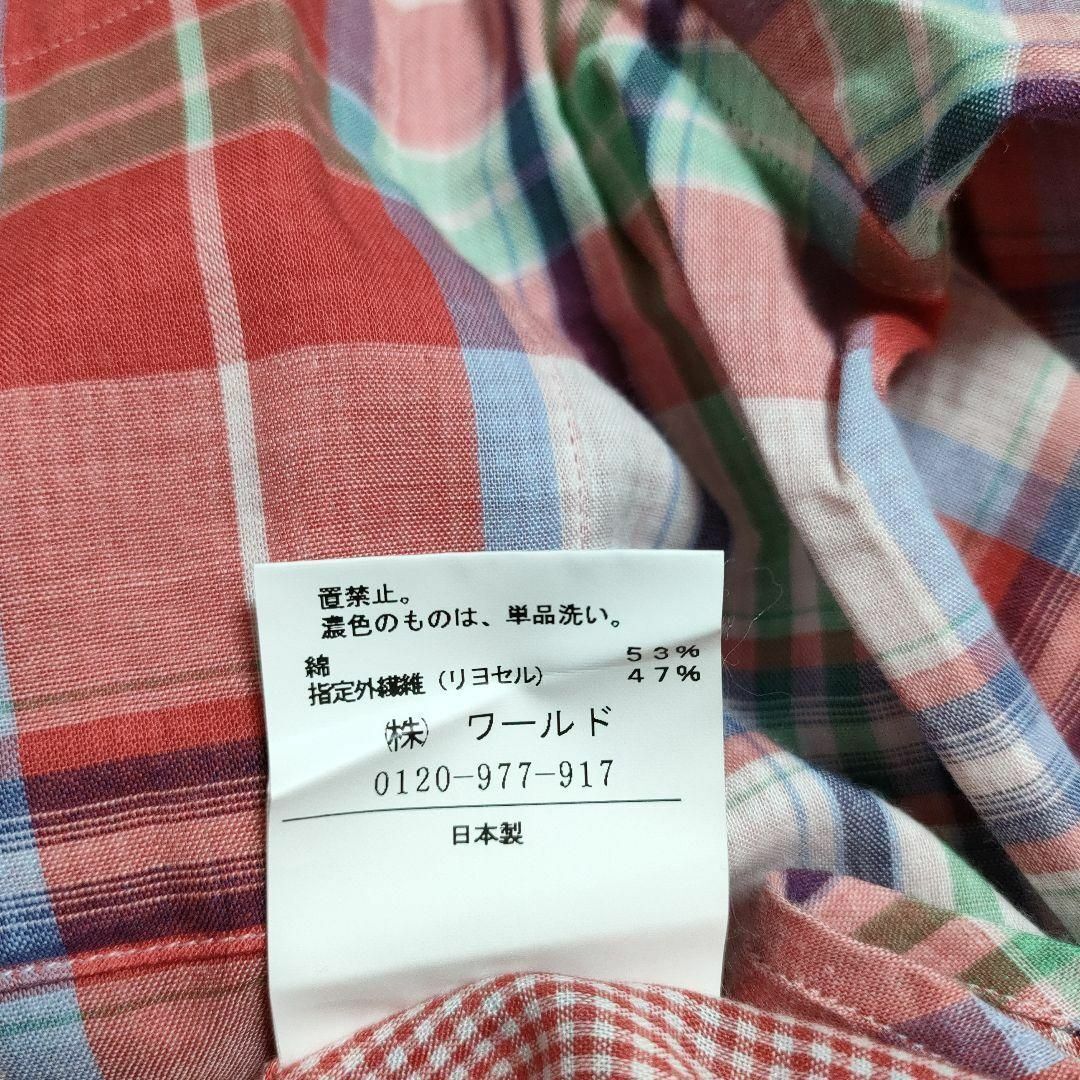 置禁止。
濃色のものは、単品洗い。
綿 53%
指定外繊維（リヨセル） 47%
㈱ ワールド
0120-977-917
日本製